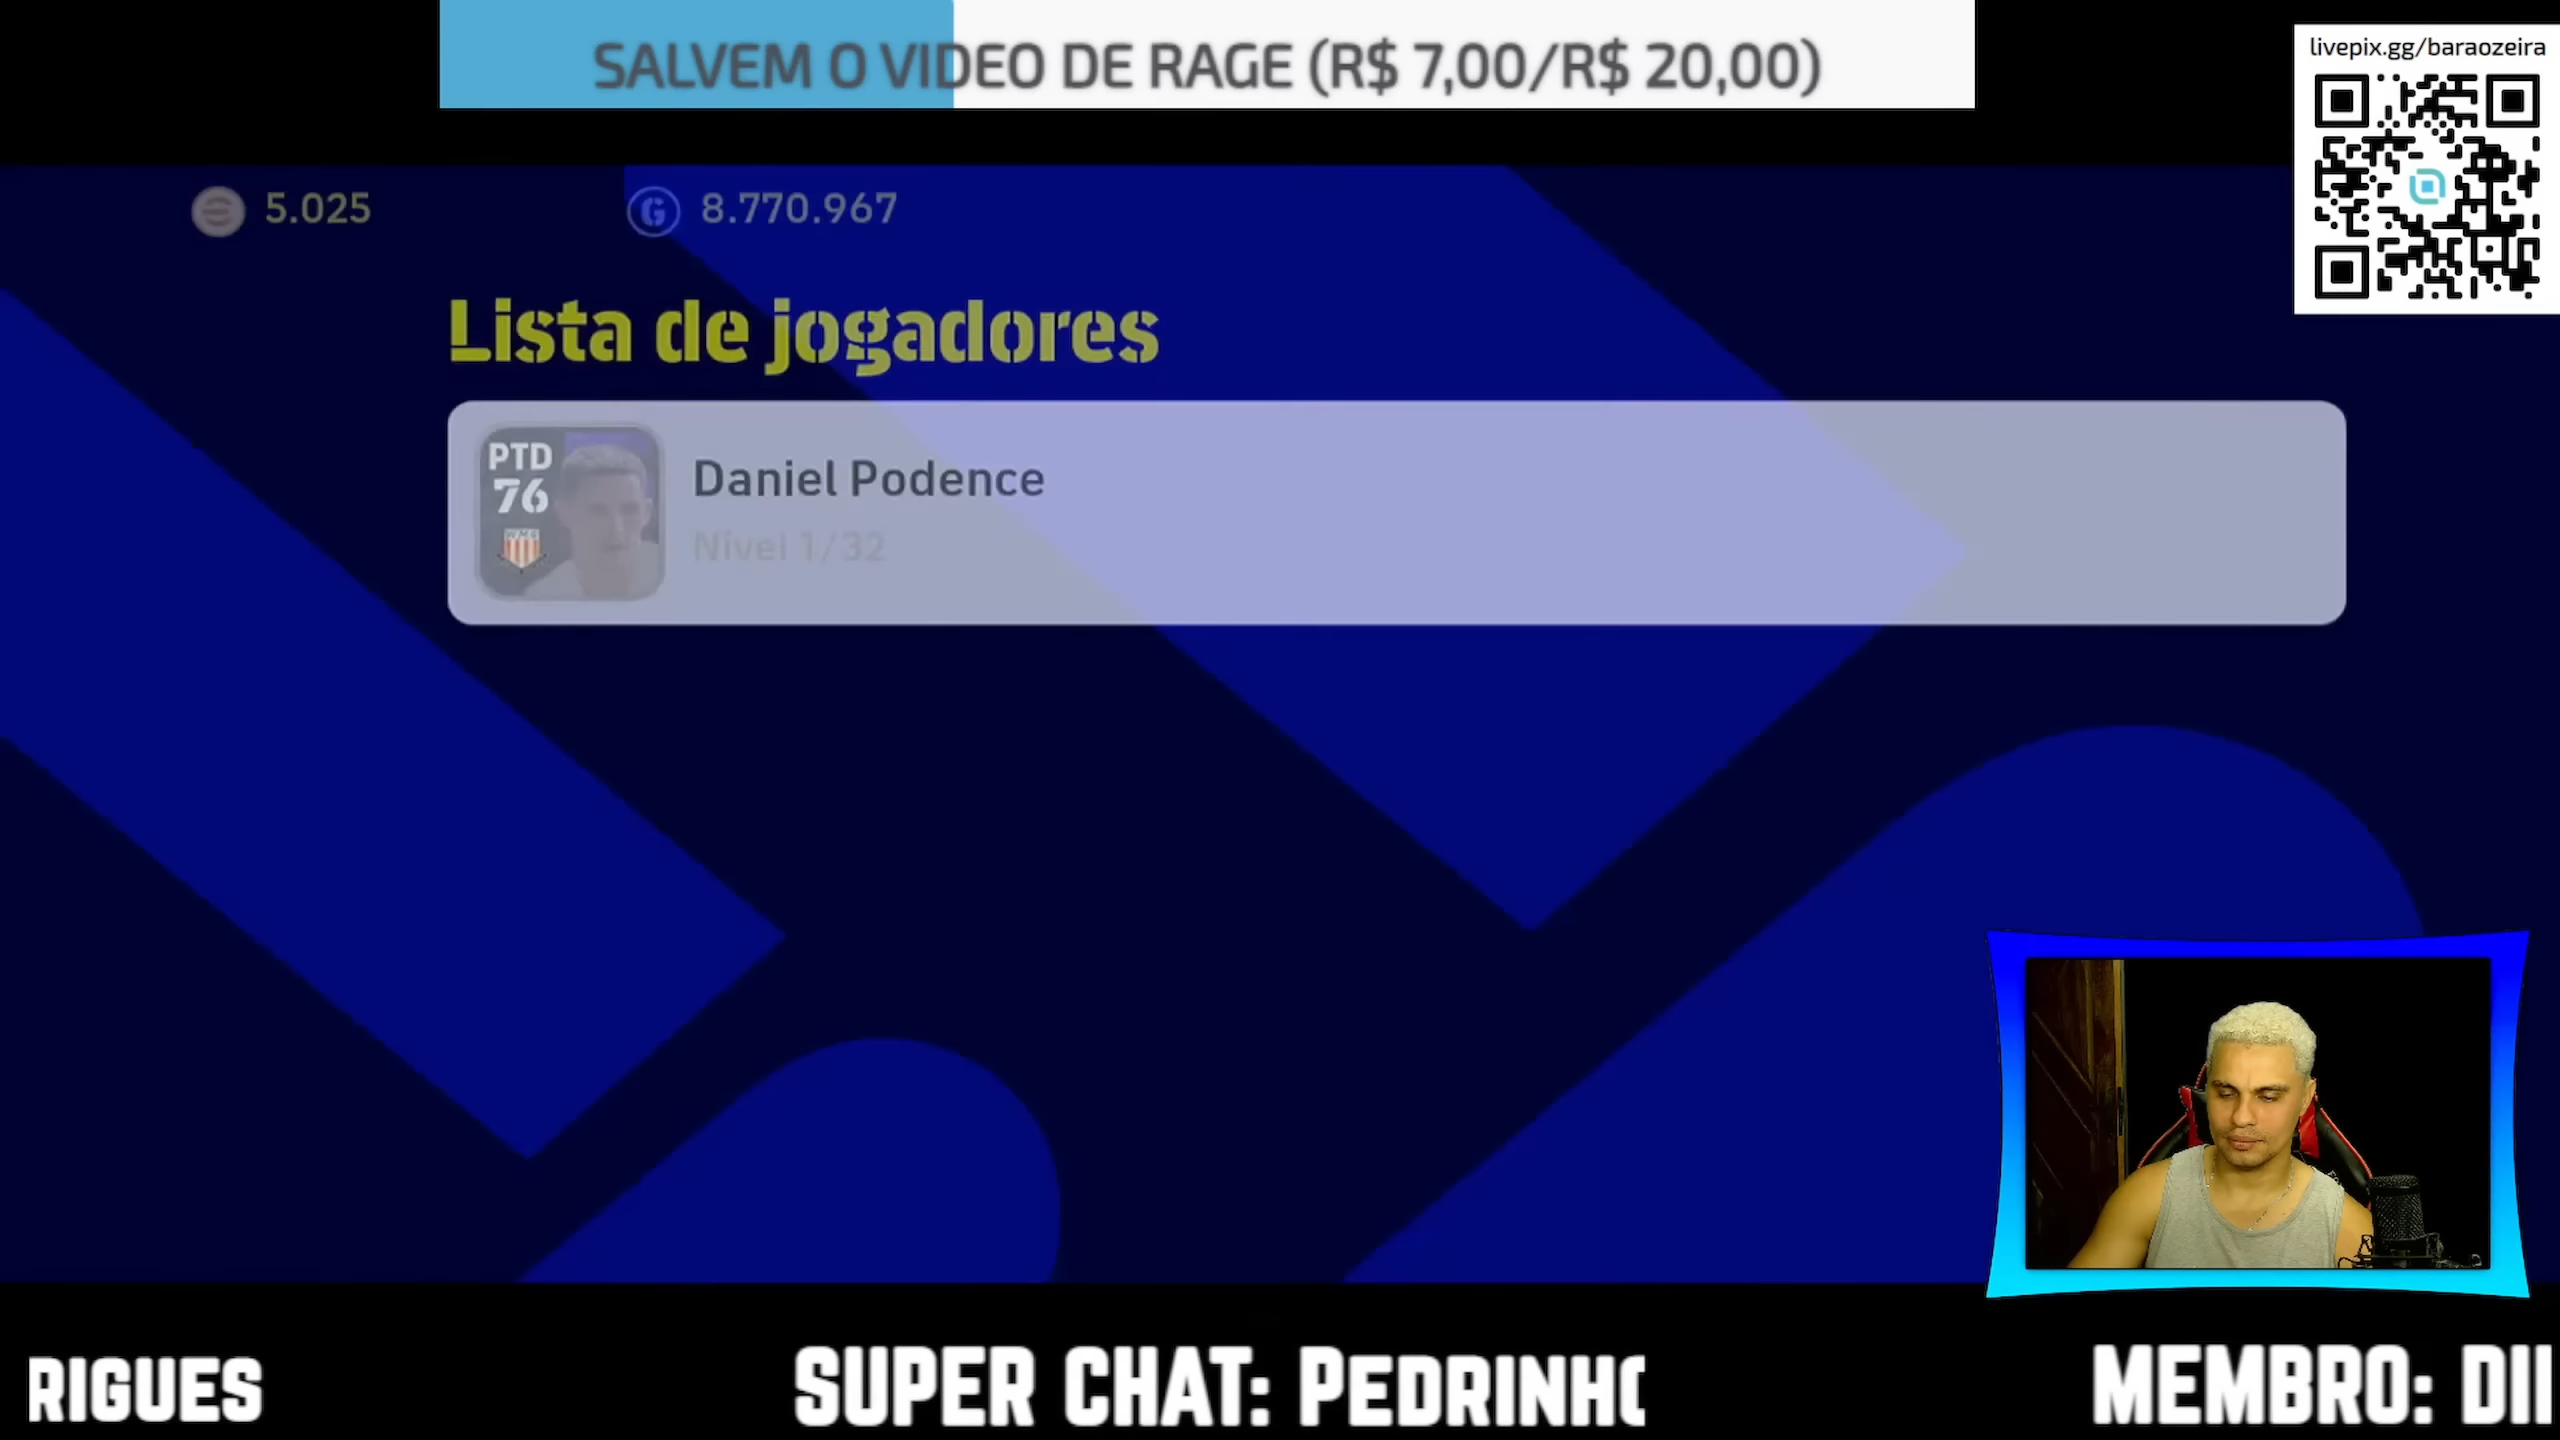 SALVEM O VIDEO DE RAGE (R$ 7,00/R$ 20,00)
livepix.gg/baraozeira
5.025
8.770.967
Lista de jogadores
PTD
76
W M G
Daniel Podence
Nível 1/32
RIGUES
SUPER CHAT: PEDRINHO
MEMBRO: DII